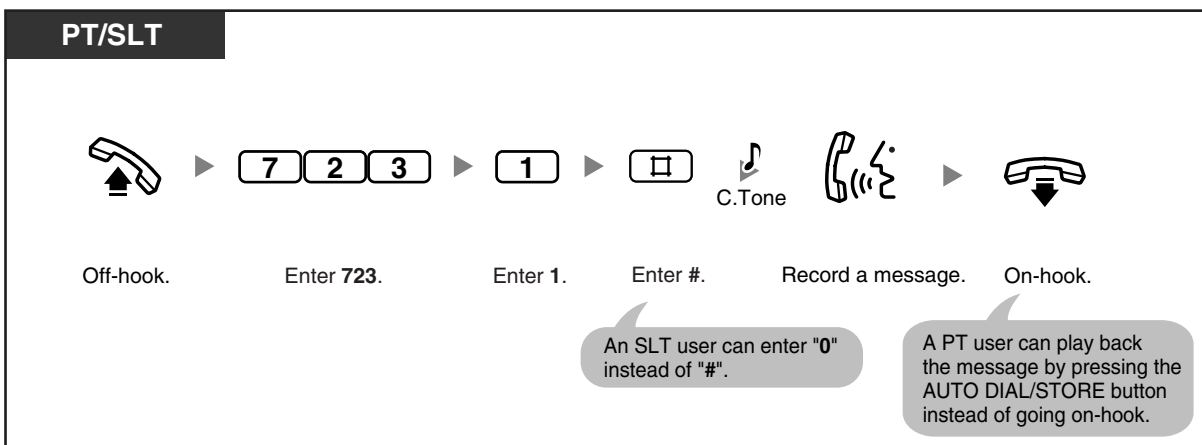 PT/SLT
7 2 3
1
#
C.Tone
Off-hook.
Enter 723.
Enter 1.
Enter #.
Record a message.
On-hook.
An SLT user can enter "0"
instead of "#".
A PT user can play back
the message by pressing the
AUTO DIAL/STORE button
instead of going on-hook.